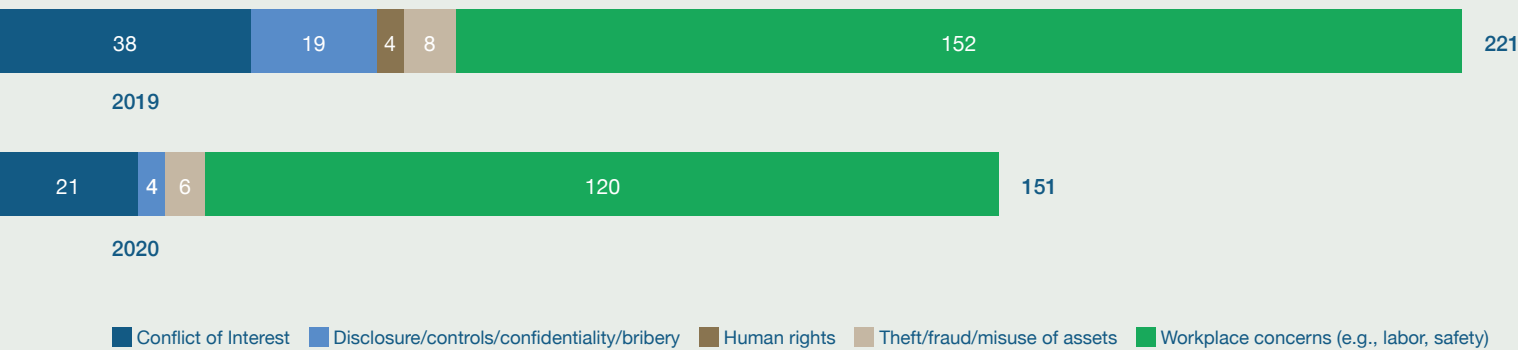 38 19 4 8 152 221
2019
21 4 6 120 151
2020
Conflict of Interest Disclosure/controls/confidentiality/bribery Human rights Theft/fraud/misuse of assets Workplace concerns (e.g., labor, safety)